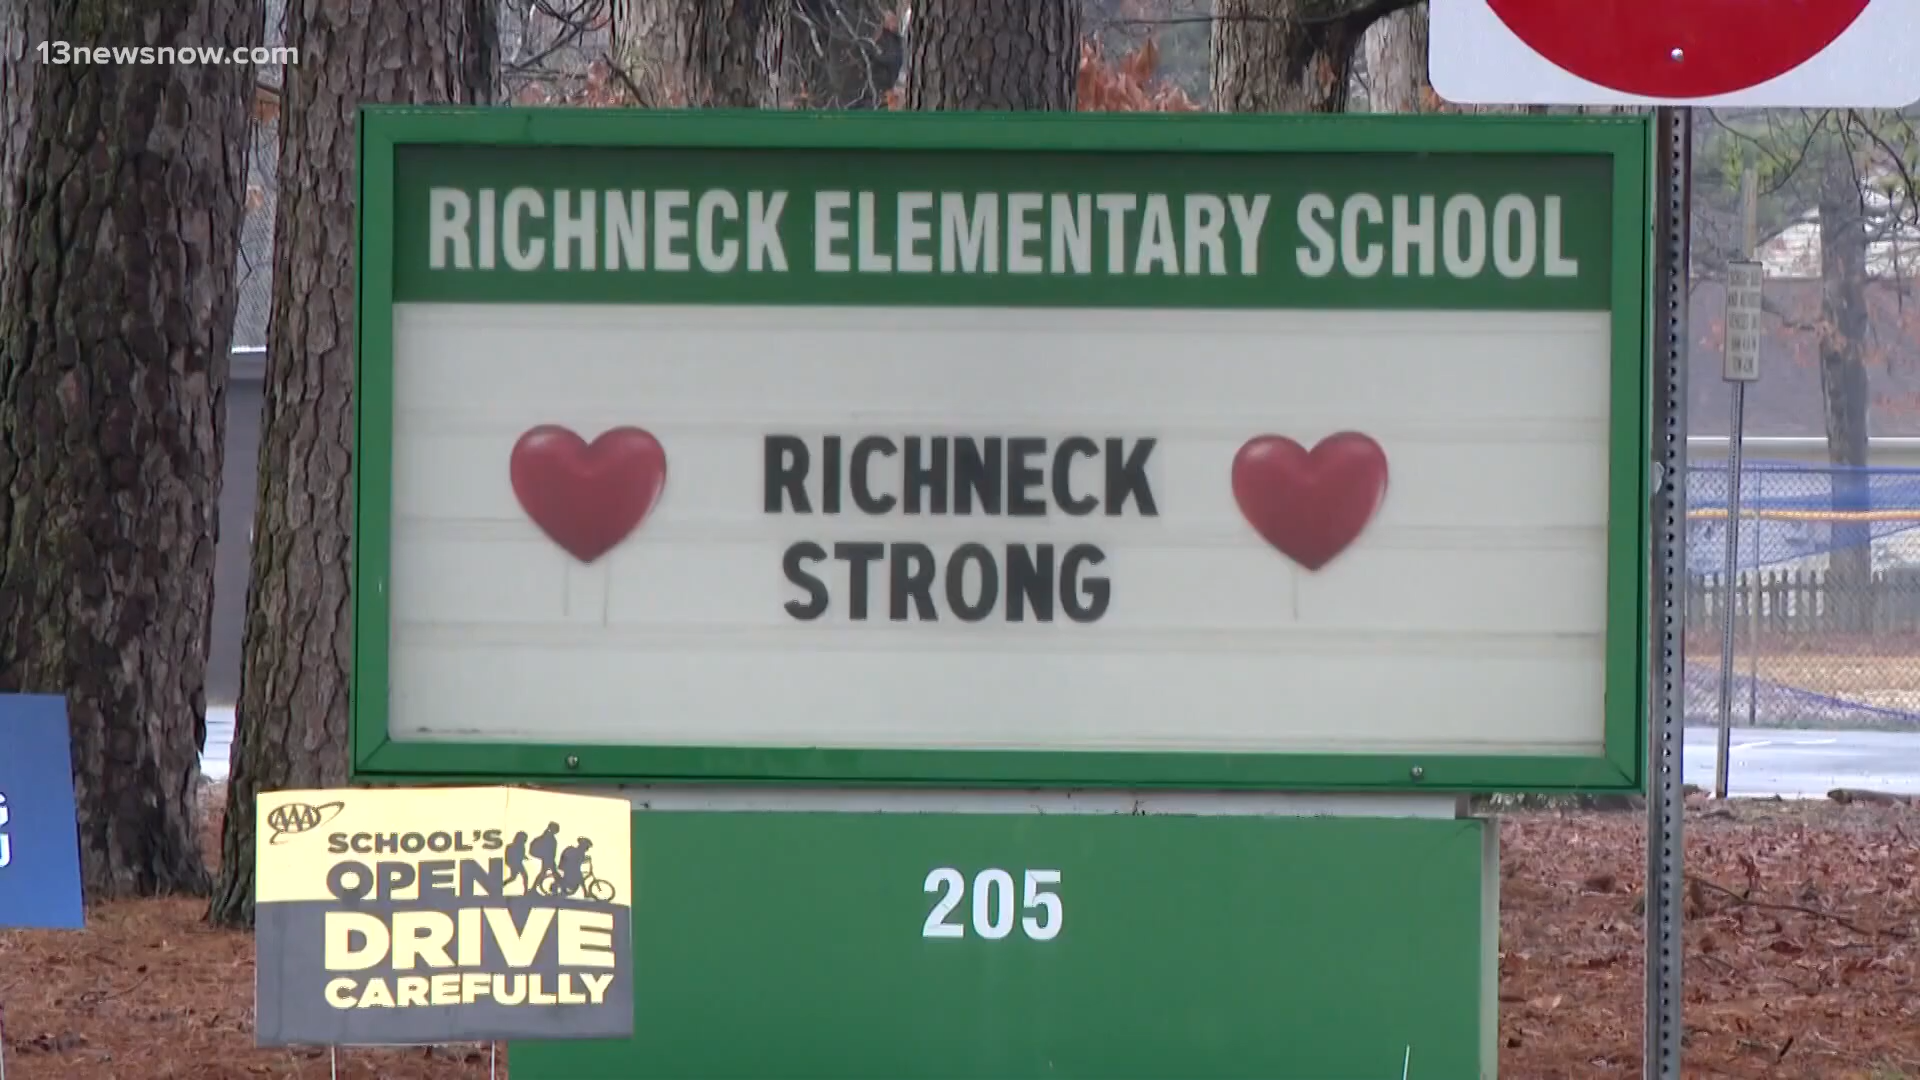 13newsnow.com
RICHNECK ELEMENTARY SCHOOL
RICHNECK
STRONG
205
AAA
SCHOOL'S
OPEN
DRIVE
CAREFULLY